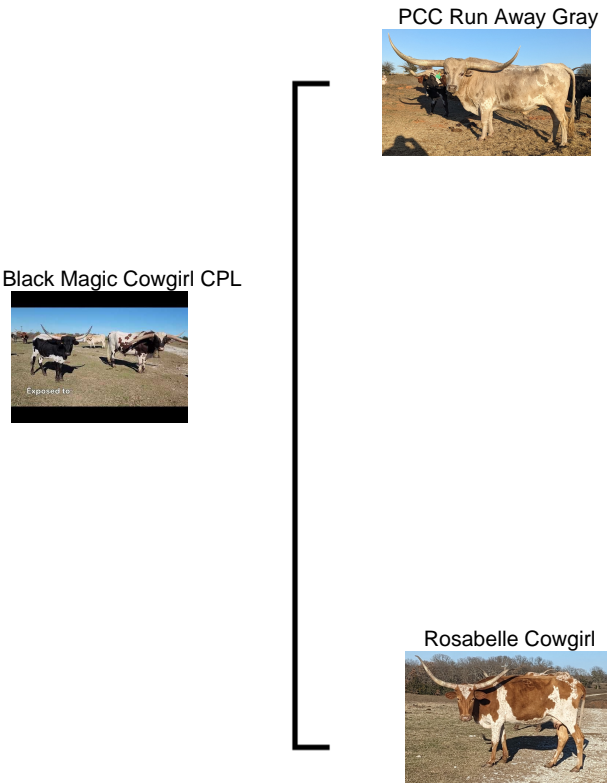 PCC Run Away Gray
Black Magic Cowgirl CPL
Exposed to
Rosabelle Cowgirl